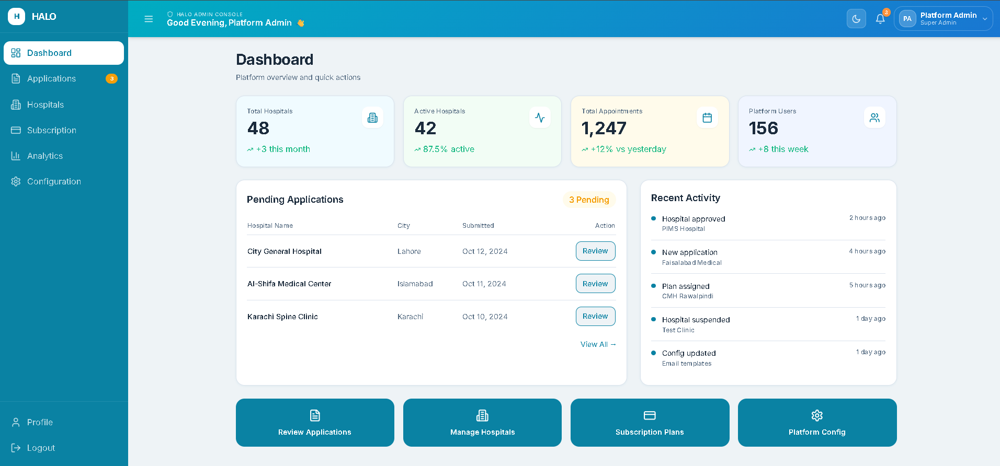 H HALO
Dashboard
Applications 3
Hospitals
Subscription
Analytics
Configuration
Profile
Logout
HALO ADMIN CONSOLE
Good Evening, Platform Admin 👋
3
PA Platform Admin
Super Admin
Dashboard
Platform overview and quick actions
Total Hospitals
48
+3 this month
Active Hospitals
42
87.5% active
Total Appointments
1,247
+12% vs yesterday
Platform Users
156
+8 this week
Pending Applications 3 Pending
Hospital Name City Submitted Action
City General Hospital Lahore Oct 12, 2024 Review
Al-Shifa Medical Center Islamabad Oct 11, 2024 Review
Karachi Spine Clinic Karachi Oct 10, 2024 Review
View All →
Recent Activity
Hospital approved 2 hours ago
PIMS Hospital
New application 4 hours ago
Faisalabad Medical
Plan assigned 5 hours ago
CMH Rawalpindi
Hospital suspended 1 day ago
Test Clinic
Config updated 1 day ago
Email templates
Review Applications
Manage Hospitals
Subscription Plans
Platform Config